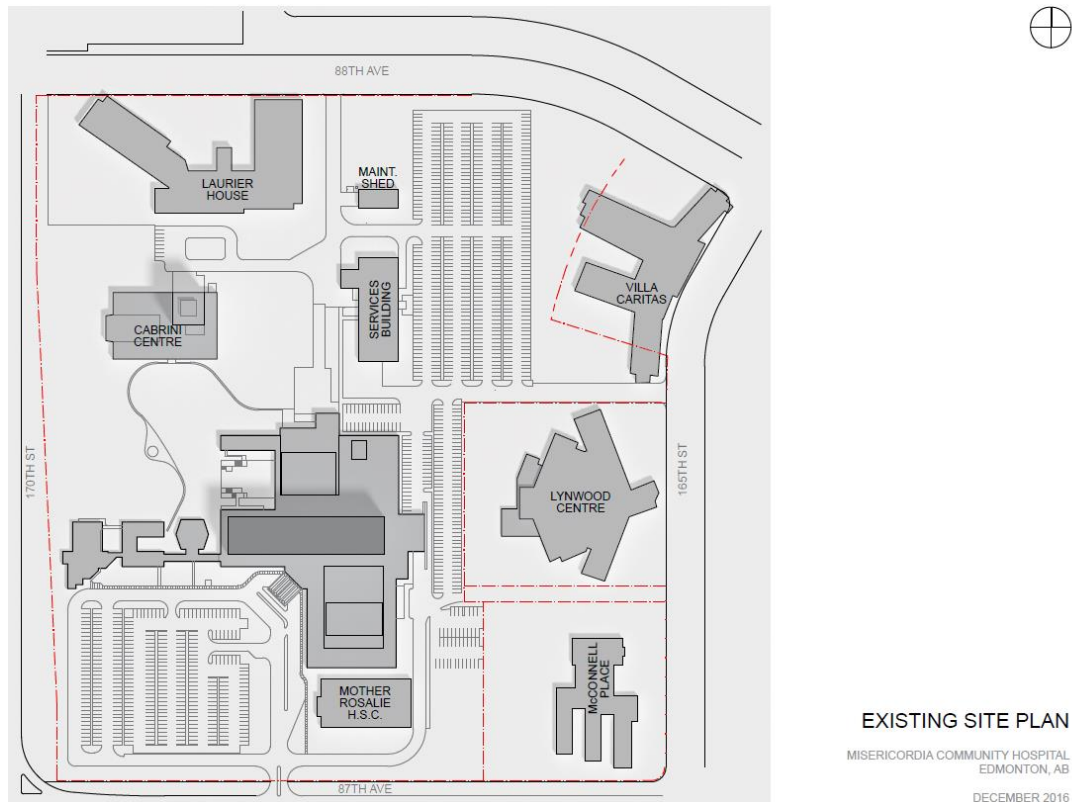 88TH AVE
LAURIER
HOUSE
MAINT.
SHED
VILLA
CARITAS
SERVICES
BUILDING
CABRINI
CENTRE
170TH ST
165TH ST
LYNWOOD
CENTRE
McCONNELL
PLACE
MOTHER
ROSALIE
H.S.C.
87TH AVE
EXISTING SITE PLAN
MISERICORDIA COMMUNITY HOSPITAL
EDMONTON, AB
DECEMBER 2016